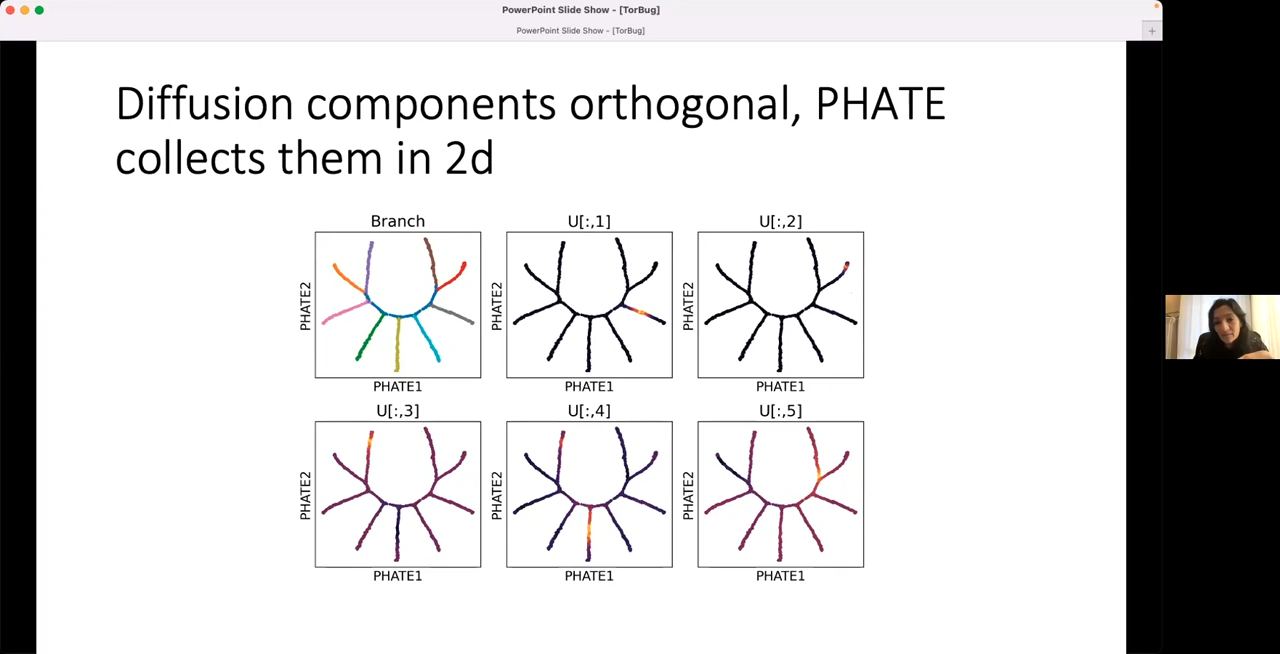 PowerPoint Slide Show - [TorBug]
PowerPoint Slide Show - [TorBug]
Diffusion components orthogonal, PHATE
collects them in 2d
Branch
U[:,1]
U[:,2]
PHATE2
PHATE2
PHATE2
PHATE1
PHATE1
PHATE1
U[:,3]
U[:,4]
U[:,5]
PHATE2
PHATE2
PHATE2
PHATE1
PHATE1
PHATE1